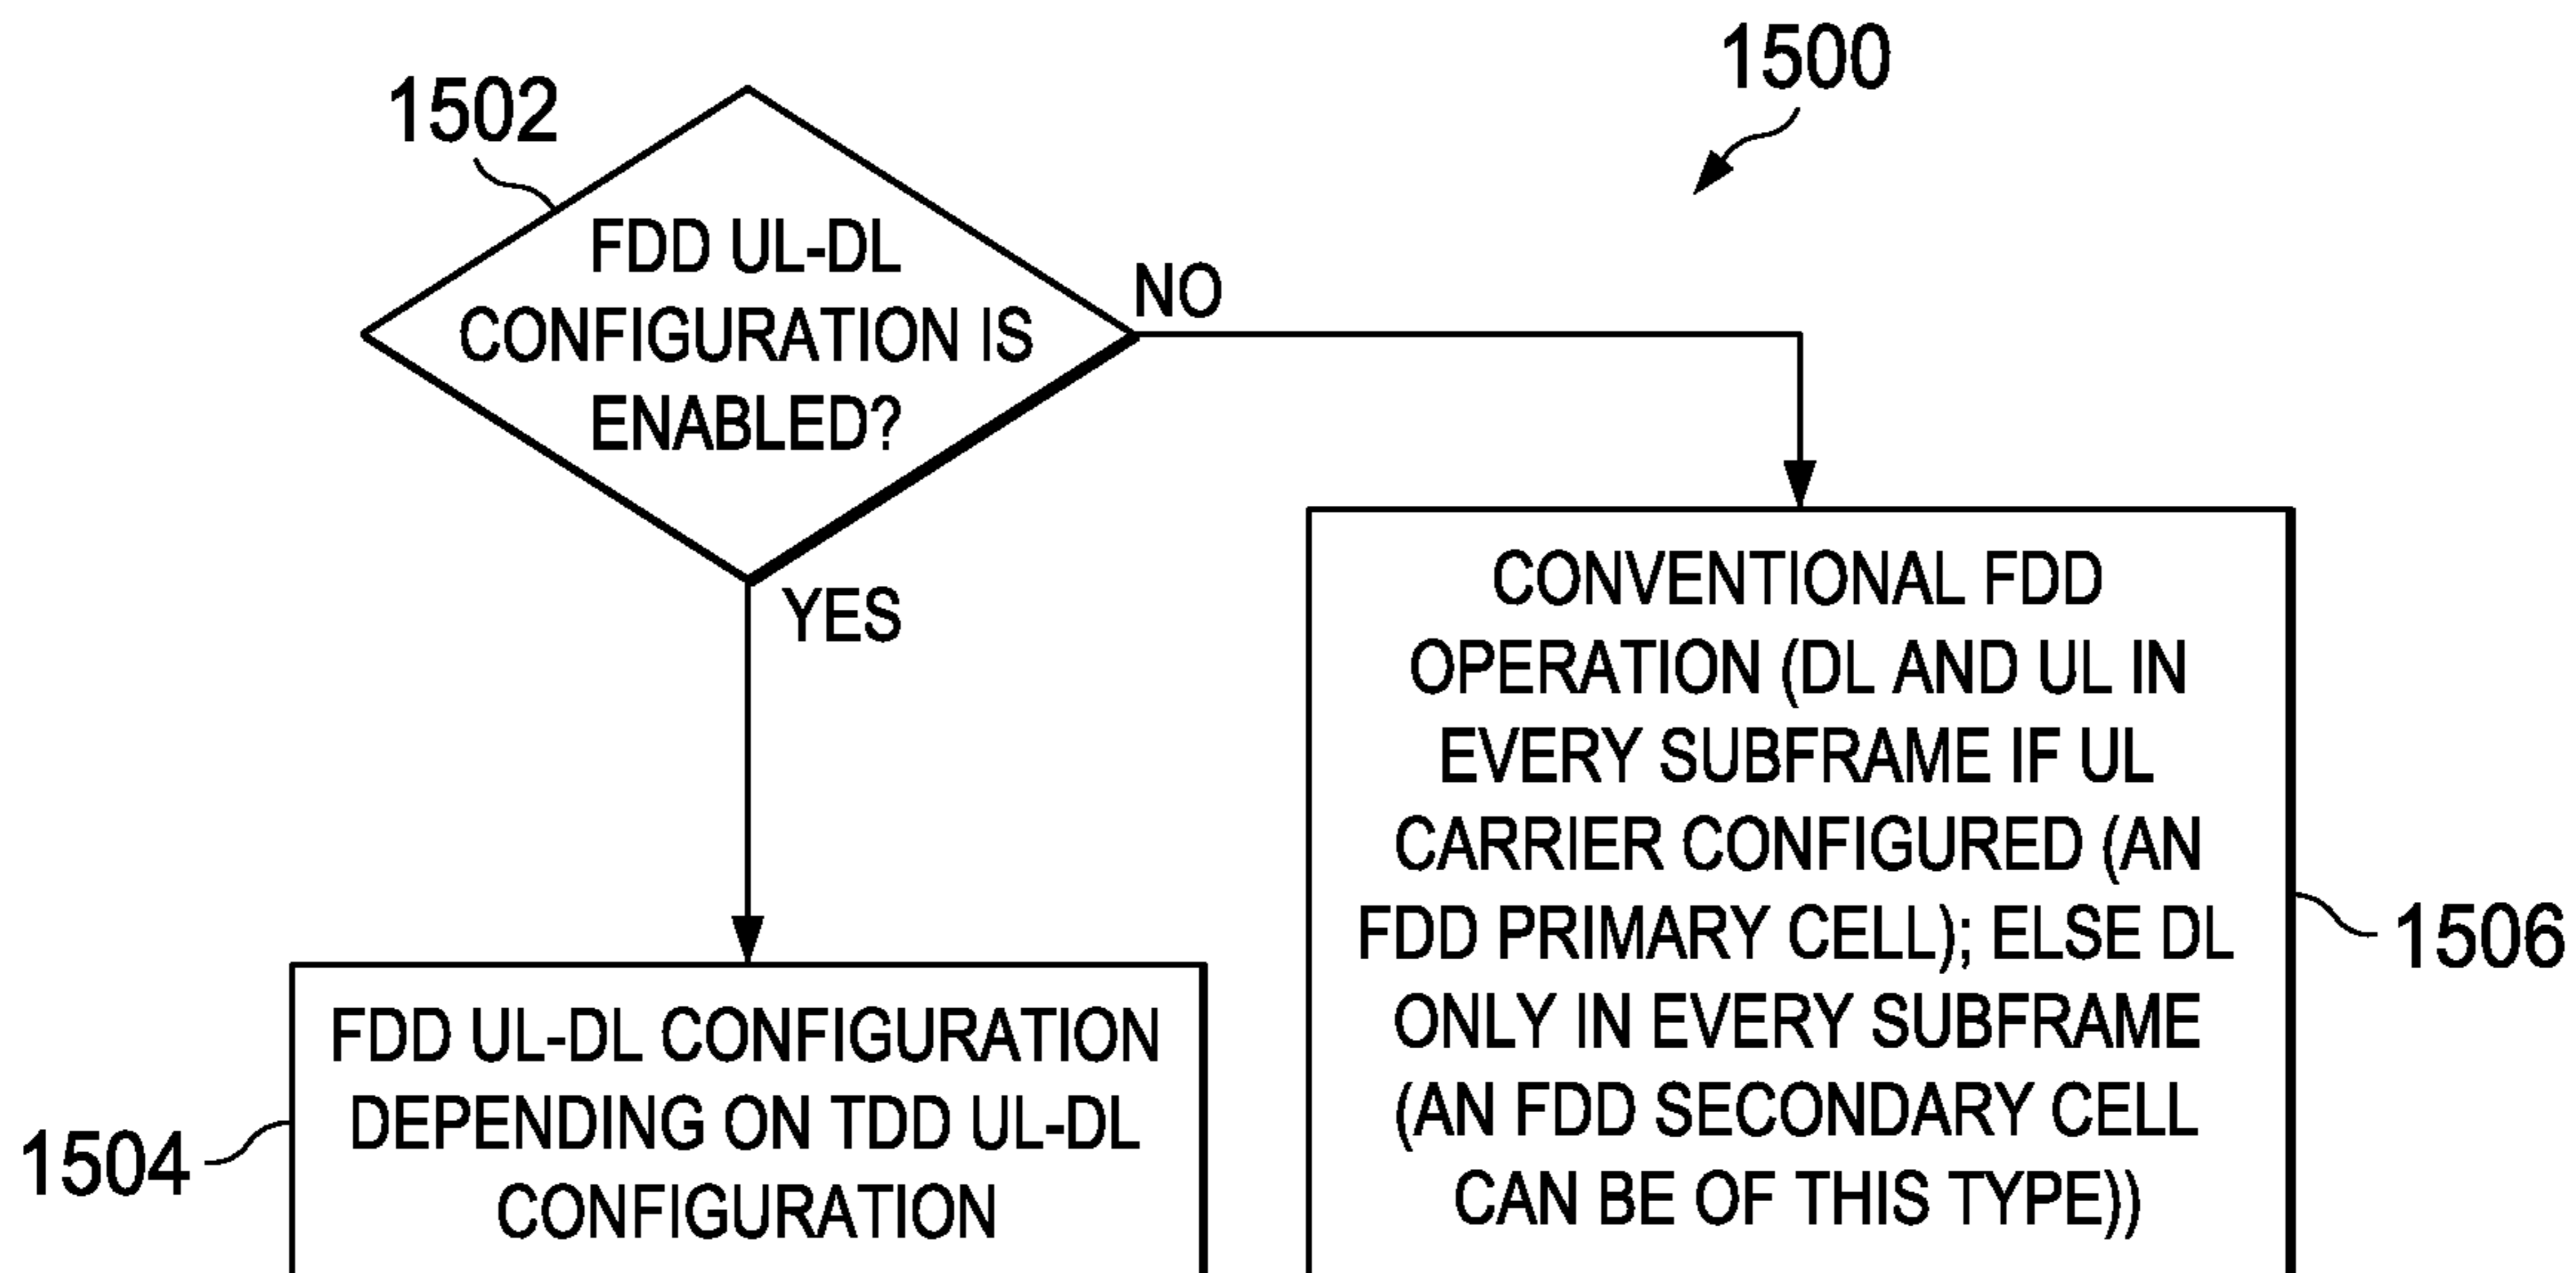 1500
1502
FDD UL-DL
CONFIGURATION IS
ENABLED?
NO
YES
CONVENTIONAL FDD
OPERATION (DL AND UL IN
EVERY SUBFRAME IF UL
CARRIER CONFIGURED (AN
FDD PRIMARY CELL); ELSE DL
ONLY IN EVERY SUBFRAME
(AN FDD SECONDARY CELL
CAN BE OF THIS TYPE))
1506
FDD UL-DL CONFIGURATION
DEPENDING ON TDD UL-DL
CONFIGURATION
1504